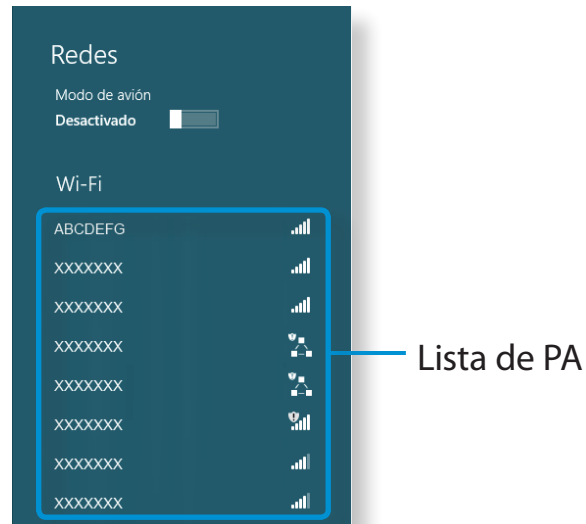 Redes
Modo de avión
Desactivado
Wi-Fi
ABCDEFG
XXXXXXX
XXXXXXX
XXXXXXX
XXXXXXX
XXXXXXX
XXXXXXX
XXXXXXX
Lista de PA